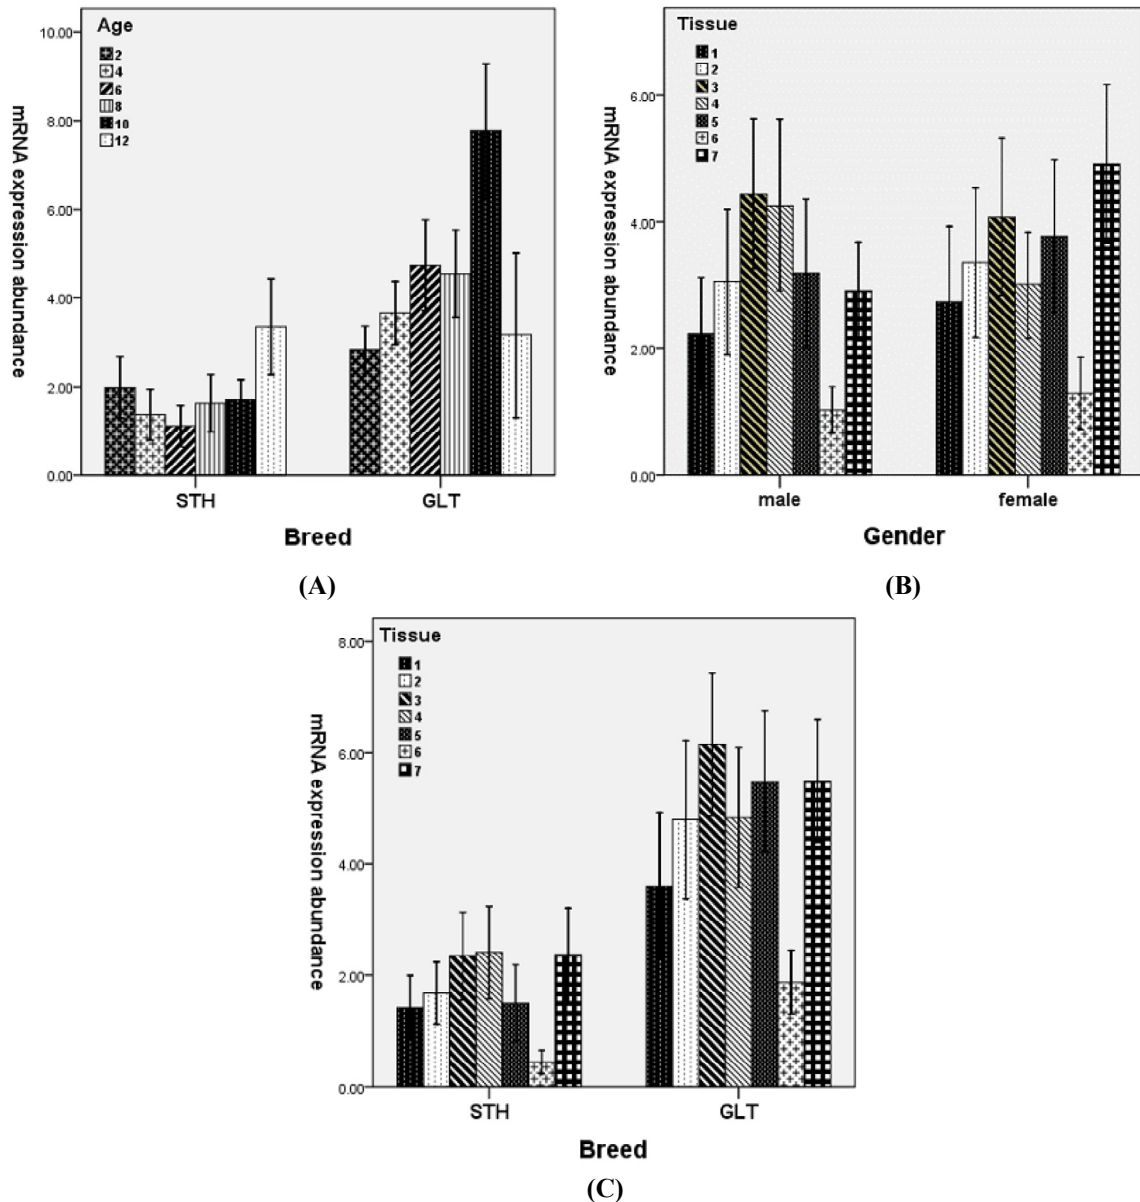 Age
2
4
6
8
10
12
10.00
8.00
6.00
4.00
2.00
0.00
mRNA expression abundance
STH GLT
Breed
(A)
Tissue
1
2
3
4
5
6
7
6.00
4.00
2.00
0.00
mRNA expression abundance
male female
Gender
(B)
Tissue
1
2
3
4
5
6
7
8.00
6.00
4.00
2.00
0.00
mRNA expression abundance
STH GLT
Breed
(C)